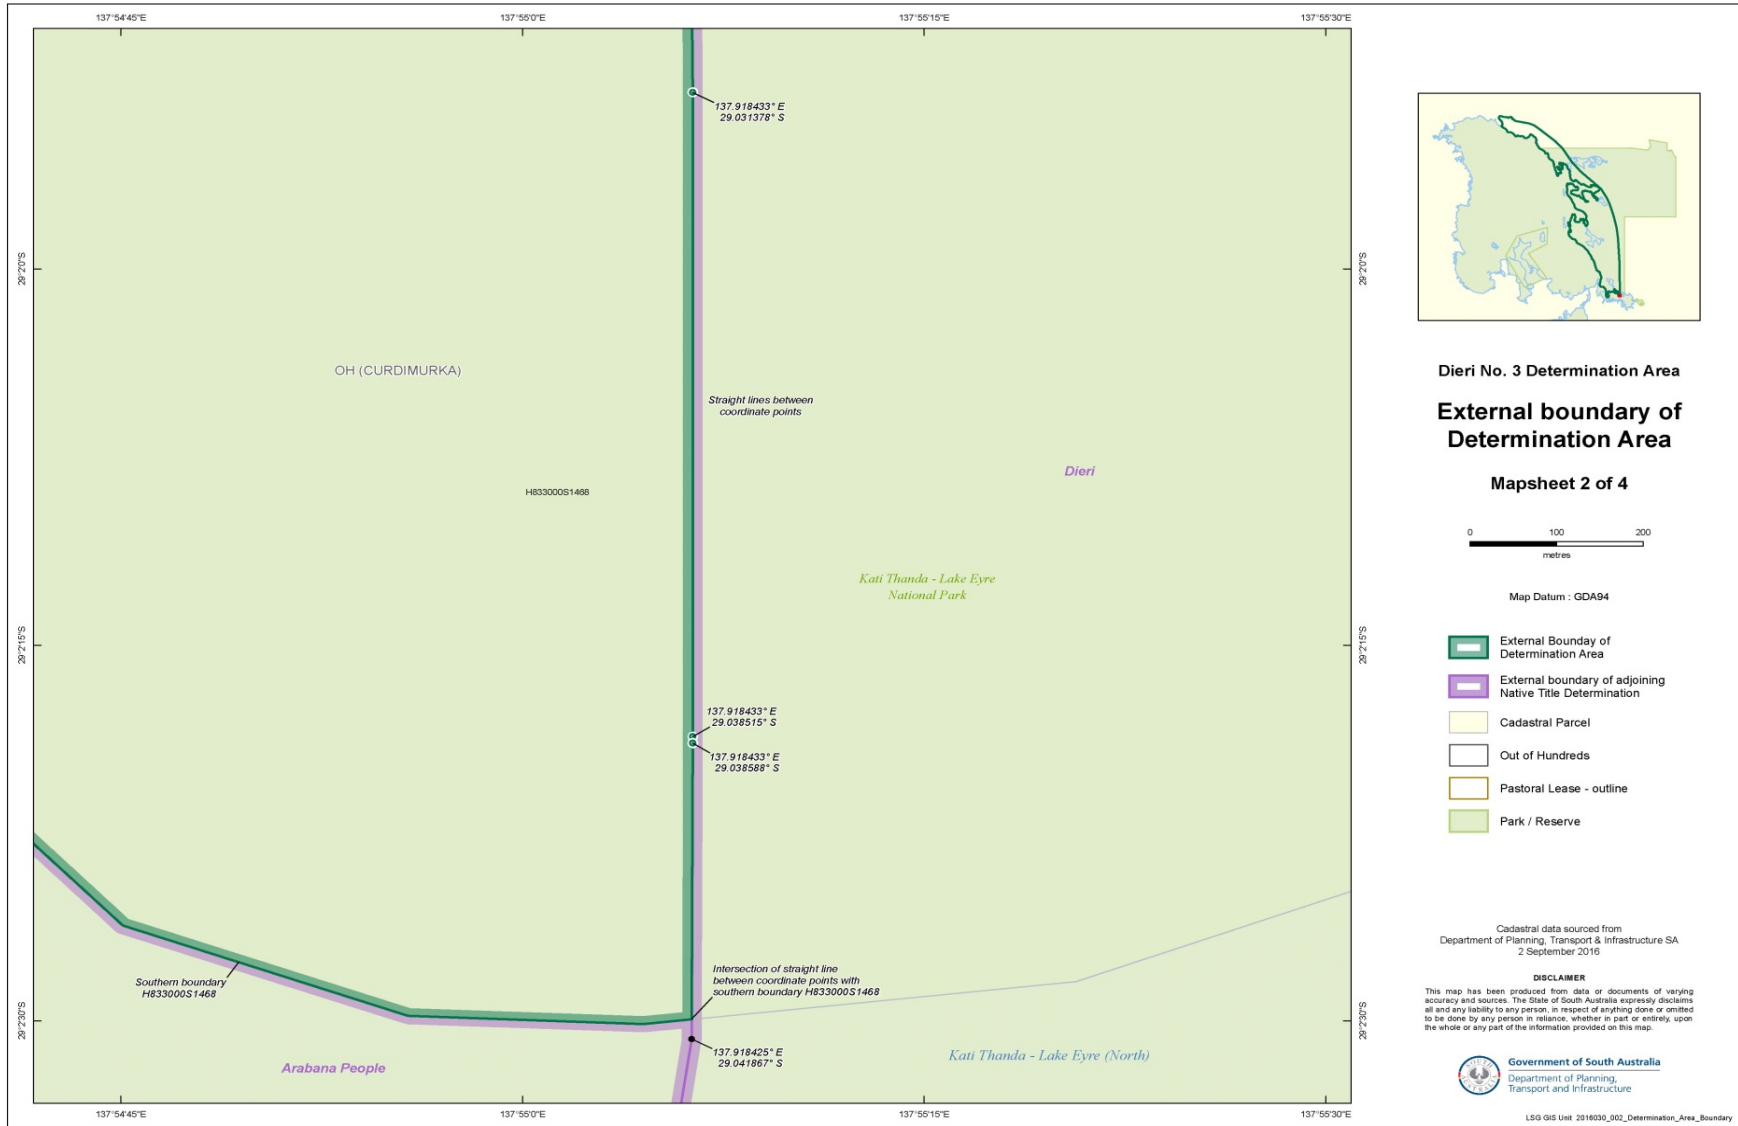 137°54'45"E
137°55'0"E
137°55'15"E
137°55'30"E
137.918433° E
29.031378° S
29°2'0"S
29°2'0"S
OH (CURDIMURKA)
Straight lines between
coordinate points
Dieri
H833000S1468
Kati Thanda - Lake Eyre
National Park
29°2'15"S
29°2'15"S
137.918433° E
29.038515° S
137.918433° E
29.038588° S
Southern boundary
H833000S1468
Intersection of straight line
between coordinate points with
southern boundary H833000S1468
29°2'30"S
29°2'30"S
137.918425° E
29.041867° S
Arabana People
Kati Thanda - Lake Eyre (North)
137°54'45"E
137°55'0"E
137°55'15"E
137°55'30"E
Dieri No. 3 Determination Area
External boundary of
Determination Area
Mapsheet 2 of 4
0 100 200
metres
Map Datum : GDA94
External Bounday of
Determination Area
External boundary of adjoining
Native Title Determination
Cadastral Parcel
Out of Hundreds
Pastoral Lease - outline
Park / Reserve
Cadastral data sourced from
Department of Planning, Transport & Infrastructure SA
2 September 2016
DISCLAIMER
This map has been produced from data or documents of varying
accuracy and sources. The State of South Australia expressly disclaims
all and any liability to any person, in respect of anything done or omitted
to be done by any person in reliance, whether in part or entirely, upon
the whole or any part of the information provided on this map.
SOUTH
AUSTRALIA
Government of South Australia
Department of Planning,
Transport and Infrastructure
LSG GIS Unit 2016030_002_Determination_Area_Boundary